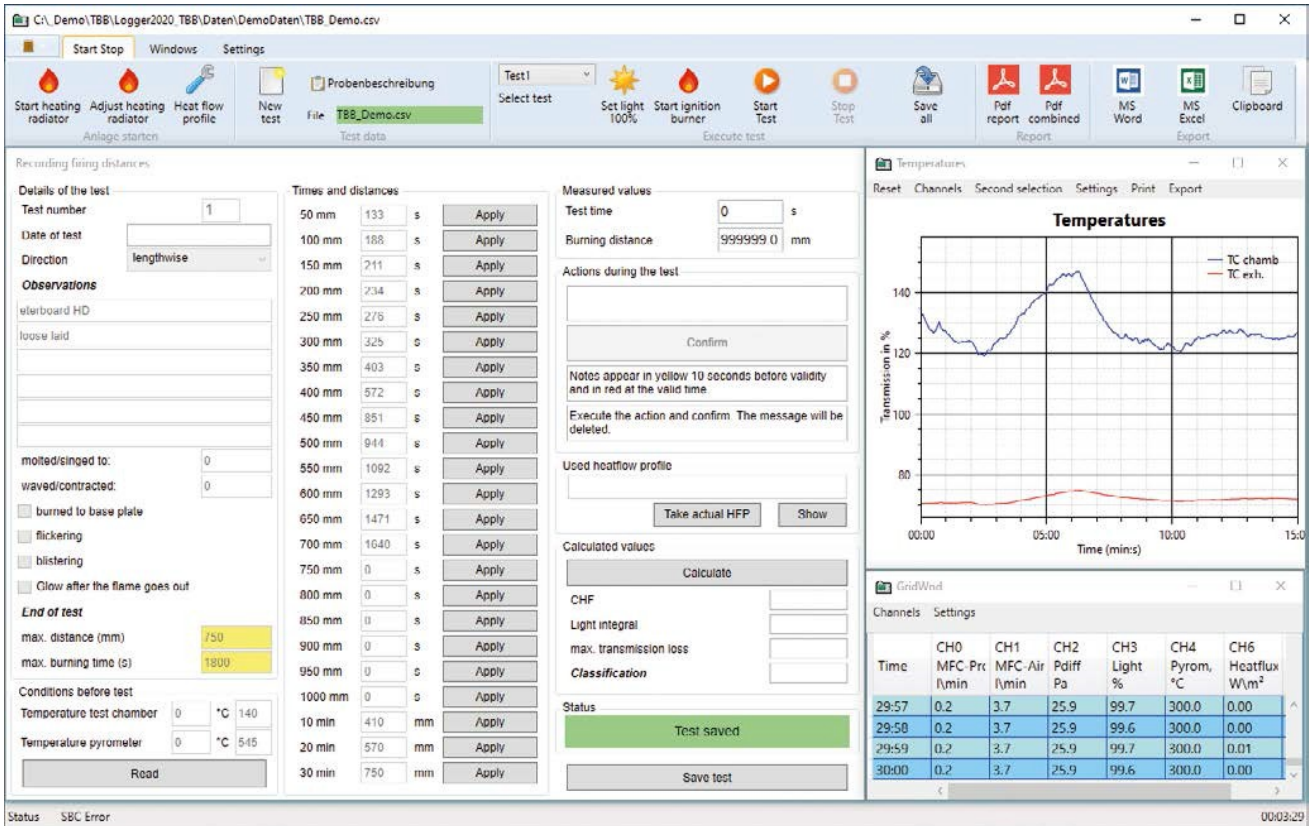 C:\_Demo\TBB\Logger2020_TBB\Daten\DemoDaten\TBB_Demo.csv
Start Stop Windows Settings
Start heating radiator
Adjust heating radiator
Heat flow profile
Anlage starten
New test
Probenbeschreibung
File TBB_Demo.csv
Test data
Test1
Select test
Set light 100%
Start ignition burner
Start Test
Stop Test
Execute test
Save all
Pdf report
Pdf combined
Report
MS Word
MS Excel
Clipboard
Export
Recording firing distances
Details of the test
Test number 1
Date of test
Direction lengthwise
Observations
eterboard HD
loose laid
molted/singed to: 0
waved/contracted: 0
burned to base plate
flickering
blistering
Glow after the flame goes out
End of test
max. distance (mm) 750
max. burning time (s) 1800
Conditions before test
Temperature test chamber 0 °C 140
Temperature pyrometer 0 °C 545
Read
Times and distances
50 mm 133 s Apply
100 mm 188 s Apply
150 mm 211 s Apply
200 mm 234 s Apply
250 mm 276 s Apply
300 mm 325 s Apply
350 mm 403 s Apply
400 mm 572 s Apply
450 mm 851 s Apply
500 mm 944 s Apply
550 mm 1092 s Apply
600 mm 1293 s Apply
650 mm 1471 s Apply
700 mm 1640 s Apply
750 mm 0 s Apply
800 mm 0 s Apply
850 mm 0 s Apply
900 mm 0 s Apply
950 mm 0 s Apply
1000 mm 0 s Apply
10 min 410 mm Apply
20 min 570 mm Apply
30 min 750 mm Apply
Measured values
Test time 0 s
Burning distance 999999.0 mm
Actions during the test
Confirm
Notes appear in yellow 10 seconds before validity
and in red at the valid time
Execute the action and confirm. The message will be
deleted.
Used heatflow profile
Take actual HFP Show
Calculated values
Calculate
CHF
Light integral
max. transmission loss
Classification
Status
Test saved
Save test
Temperatures
Reset Channels Second selection Settings Print Export
Temperatures
TC chamb
TC exh.
Transmission in %
140
120
100
80
00:00 05:00 10:00 15:0
Time (min:s)
GridWnd
Channels Settings
CH0 CH1 CH2 CH3 CH4 CH6
Time MFC-Prc MFC-Air Pdiff Light Pyrom, Heatflux
l\min l\min Pa % °C W\m²
29:57 0.2 3.7 25.9 99.7 300.0 0.00
29:58 0.2 3.7 25.9 99.6 300.0 0.00
29:59 0.2 3.7 25.9 99.7 300.0 0.01
30:00 0.2 3.7 25.9 99.6 300.0 0.00
Status SBC Error 00:03:29